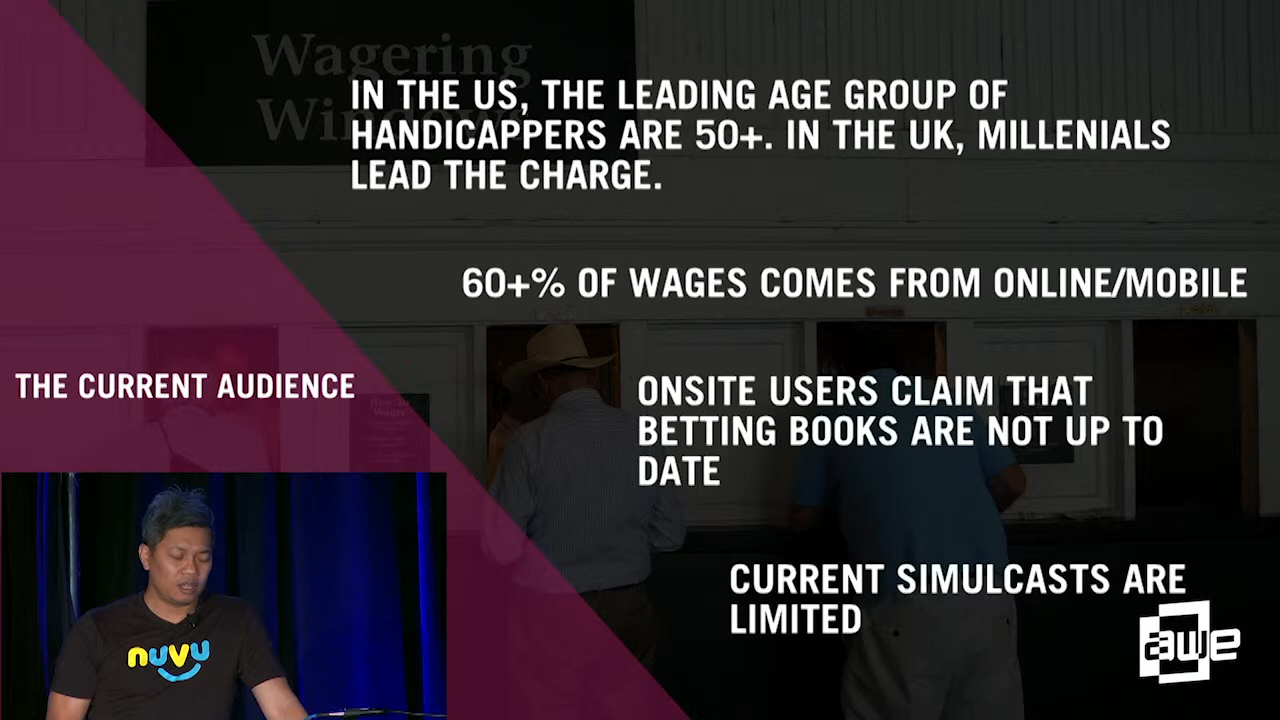 Wagering
IN THE US, THE LEADING AGE GROUP OF
HANDICAPPERS ARE 50+. IN THE UK, MILLENIALS
LEAD THE CHARGE.
60+% OF WAGES COMES FROM ONLINE/MOBILE
THE CURRENT AUDIENCE
ONSITE USERS CLAIM THAT
BETTING BOOKS ARE NOT UP TO
DATE
CURRENT SIMULCASTS ARE
LIMITED
nuvu
awe